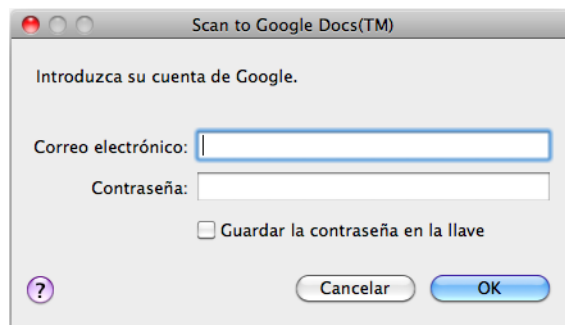 Scan to Google Docs(TM)
Introduzca su cuenta de Google.
Correo electrónico:
Contraseña:
Guardar la contraseña en la llave
?
Cancelar
OK